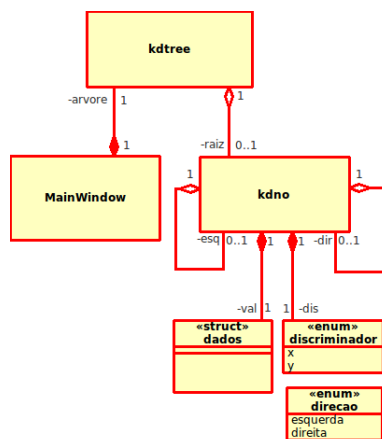 kdtree
-arvore
1
1
-raiz
0..1
1
MainWindow
1
kdno
1
-esq
0..1
1
1
-dir
0..1
-val
1
1
-dis
«struct»
dados
«enum»
discriminador
x
y
«enum»
direcao
esquerda
direita